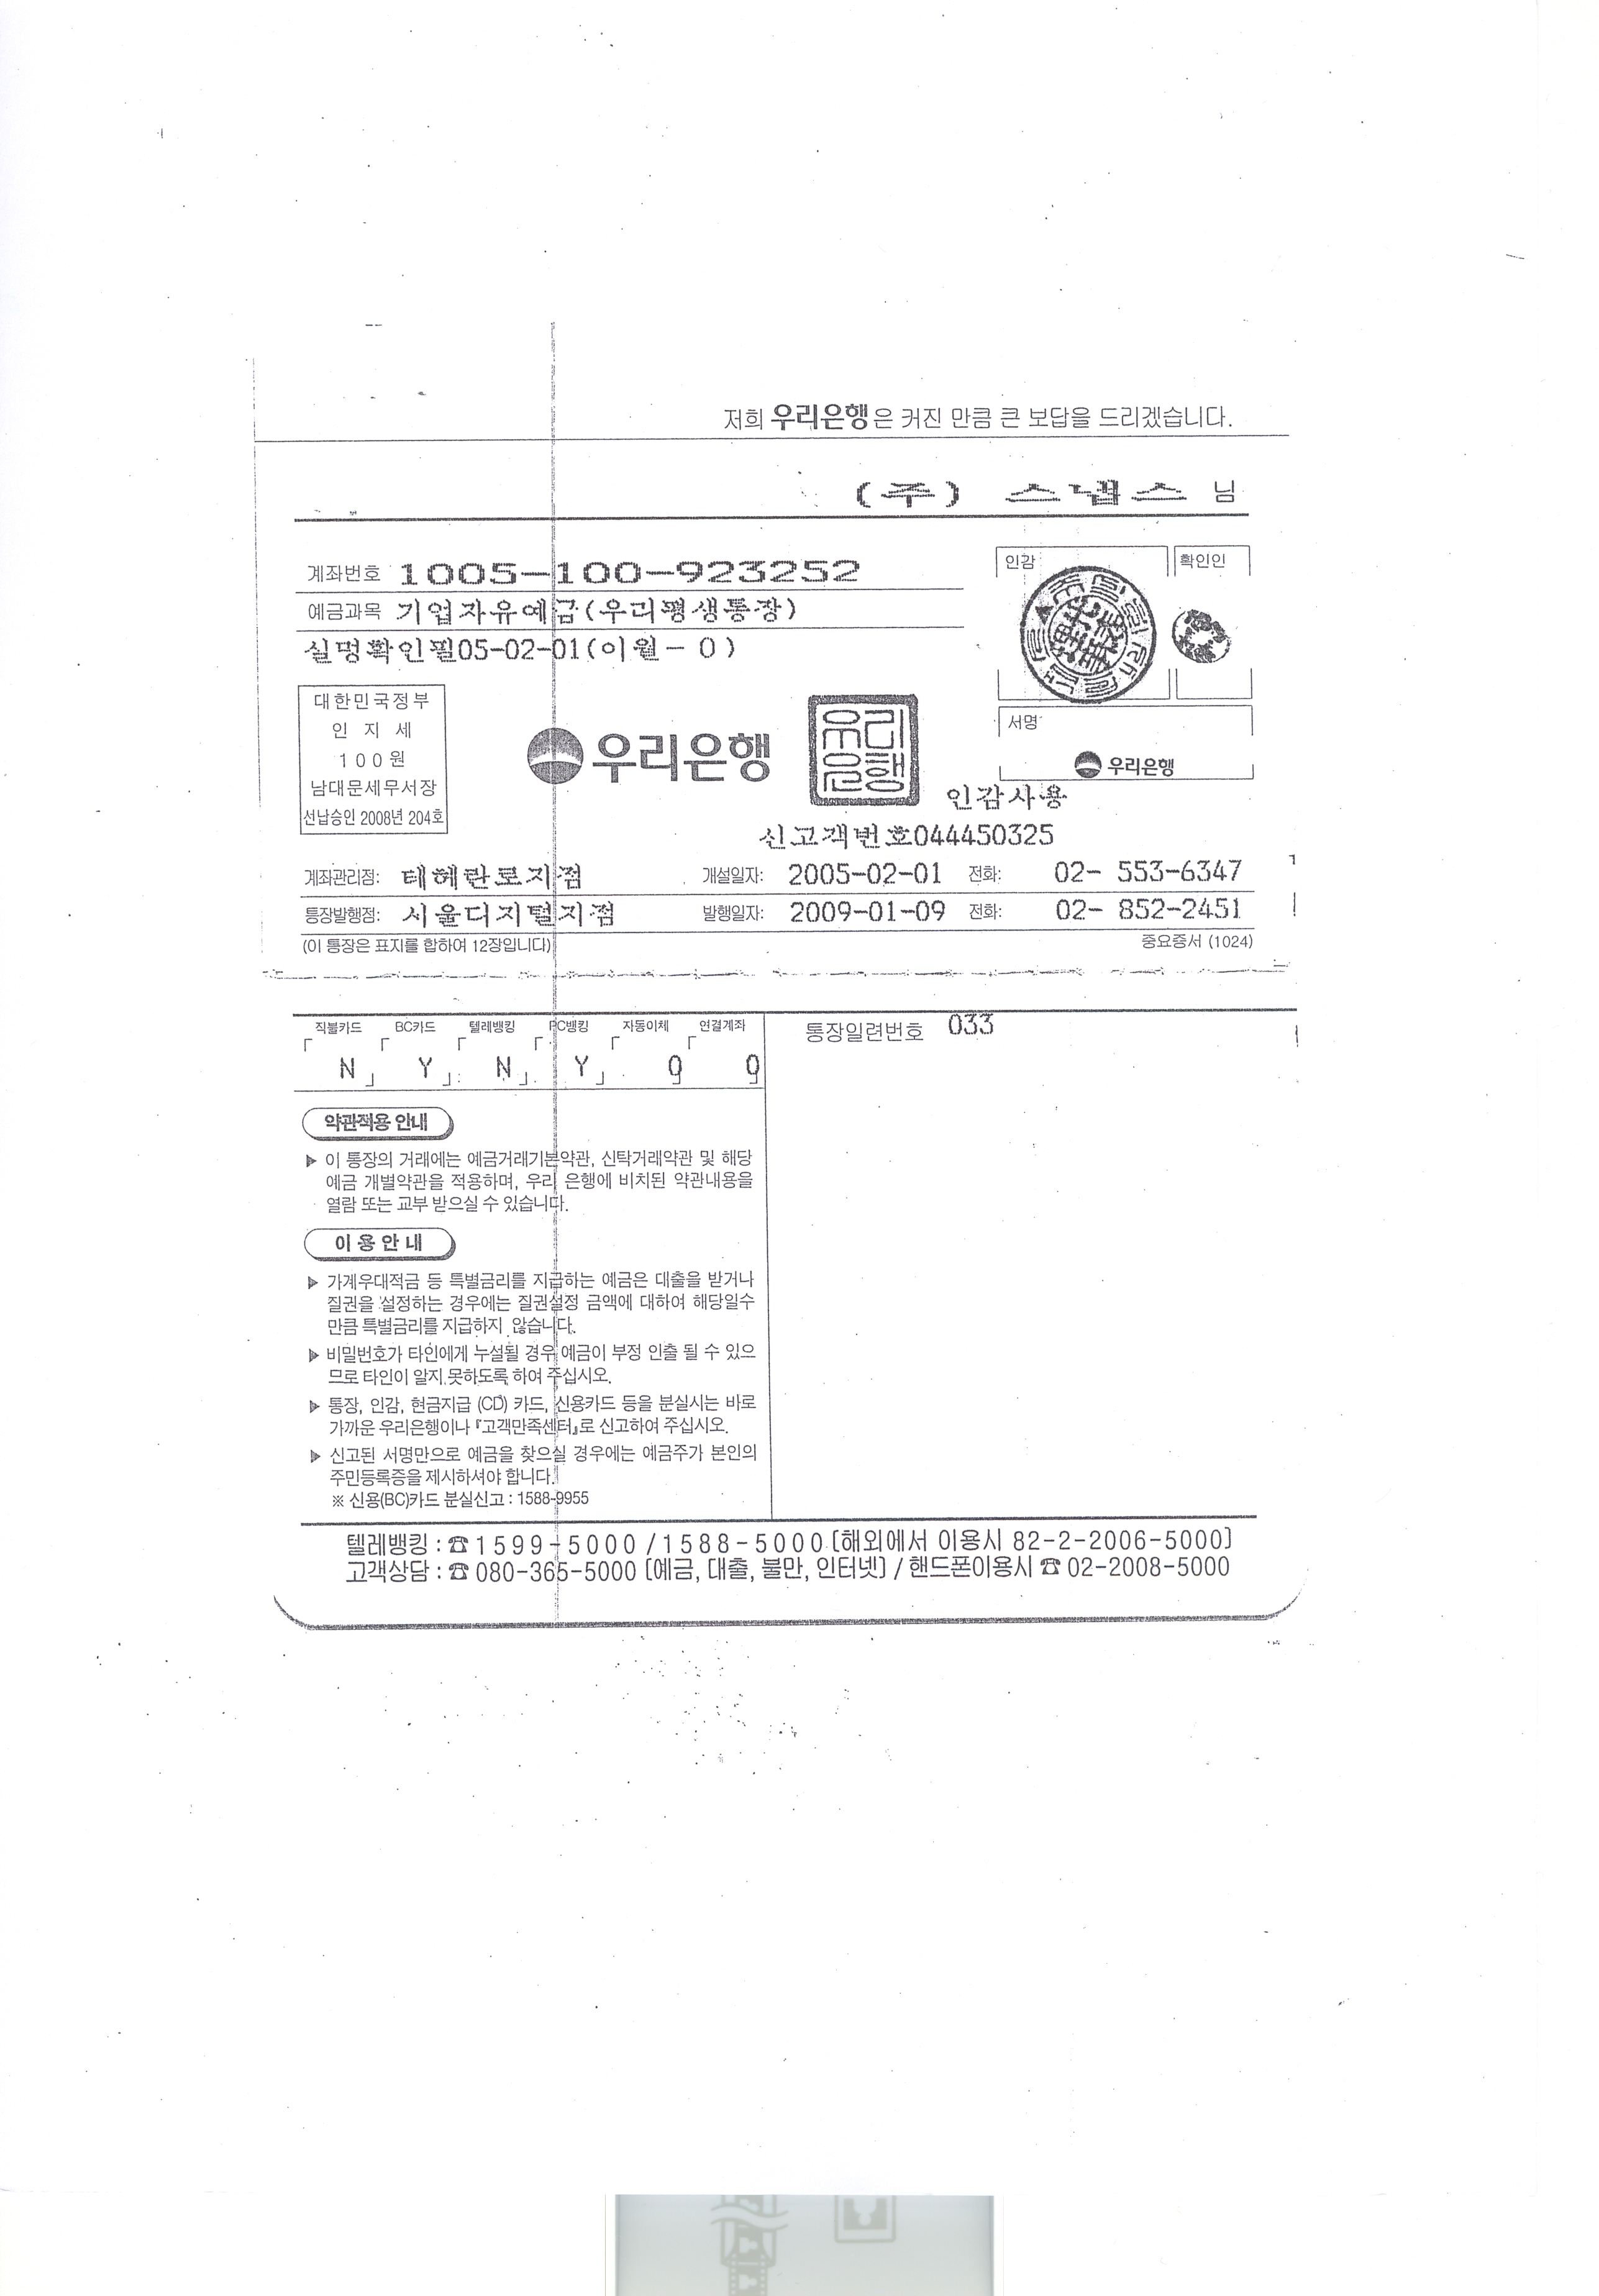 저희 우리은행은 커진 만큼 큰 보답을 드리겠습니다.
(주) 스냅스 님
계좌번호 1005-100-923252
예금과목 기업자유예금(우리평생통장)
실명확인필05-02-01(이월- 0)
인감
확인인
서명
우리은행
대한민국정부
인 지 세
100원
남대문세무서장
선납승인 2008년 204호
우리은행
우리
은행
인감사용
신고객번호044450325
계좌관리점: 테헤란로지점 개설일자: 2005-02-01 전화: 02- 553-6347
통장발행점: 서울디지털지점 발행일자: 2009-01-09 전화: 02- 852-2451
(이 통장은 표지를 합하여 12장입니다) 중요증서 (1024)
직불카드 BC카드 텔레뱅킹 PC뱅킹 자동이체 연결계좌
N Y N Y 0 0
통장일련번호 033
약관적용 안내
▶ 이 통장의 거래에는 예금거래기본약관, 신탁거래약관 및 해당
예금 개별약관을 적용하며, 우리 은행에 비치된 약관내용을
열람 또는 교부 받으실 수 있습니다.
이 용 안 내
▶ 가계우대적금 등 특별금리를 지급하는 예금은 대출을 받거나
질권을 설정하는 경우에는 질권설정 금액에 대하여 해당일수
만큼 특별금리를 지급하지 않습니다.
▶ 비밀번호가 타인에게 누설될 경우 예금이 부정 인출 될 수 있으
므로 타인이 알지 못하도록 하여 주십시오.
▶ 통장, 인감, 현금지급 (CD) 카드, 신용카드 등을 분실시는 바로
가까운 우리은행이나 『고객만족센터』로 신고하여 주십시오.
▶ 신고된 서명만으로 예금을 찾으실 경우에는 예금주가 본인의
주민등록증을 제시하셔야 합니다.
※ 신용(BC)카드 분실신고 : 1588-9955
텔레뱅킹 : ☎ 1599-5000 / 1588-5000 [해외에서 이용시 82-2-2006-5000]
고객상담 : ☎ 080-365-5000 [예금, 대출, 불만, 인터넷] / 핸드폰이용시 ☎ 02-2008-5000